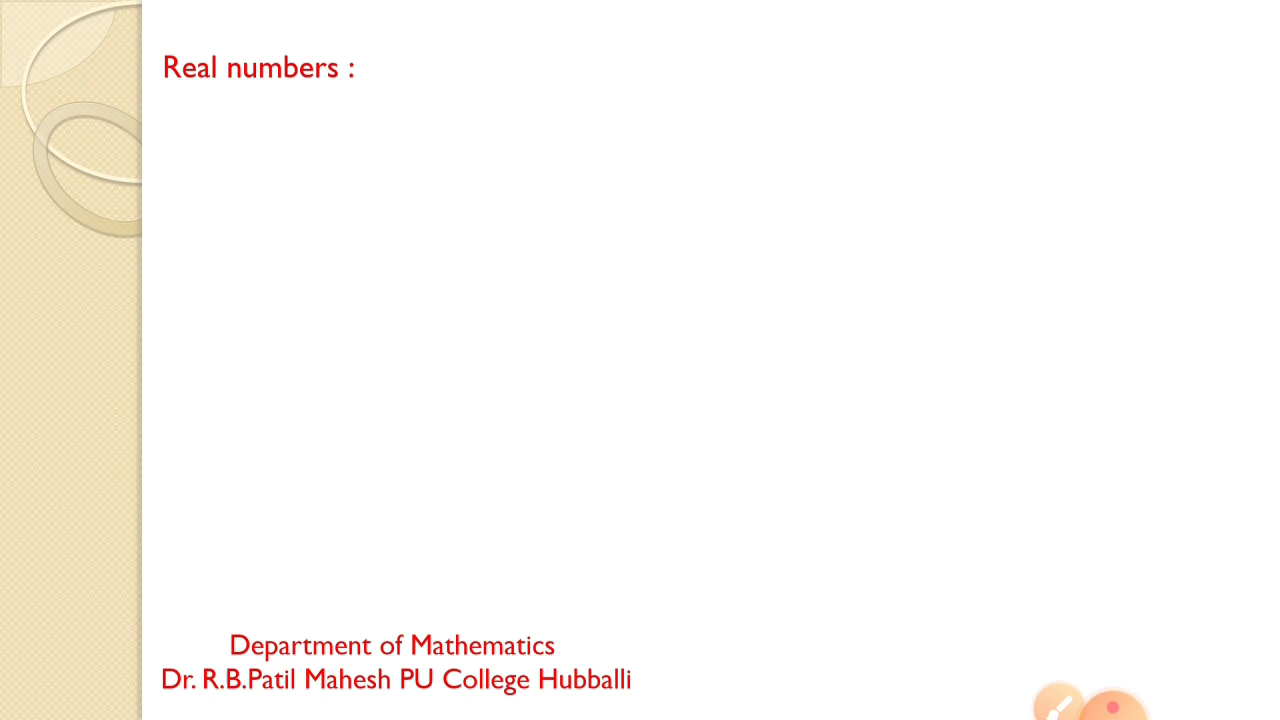 Real numbers :
Department of Mathematics
Dr. R.B.Patil Mahesh PU College Hubballi